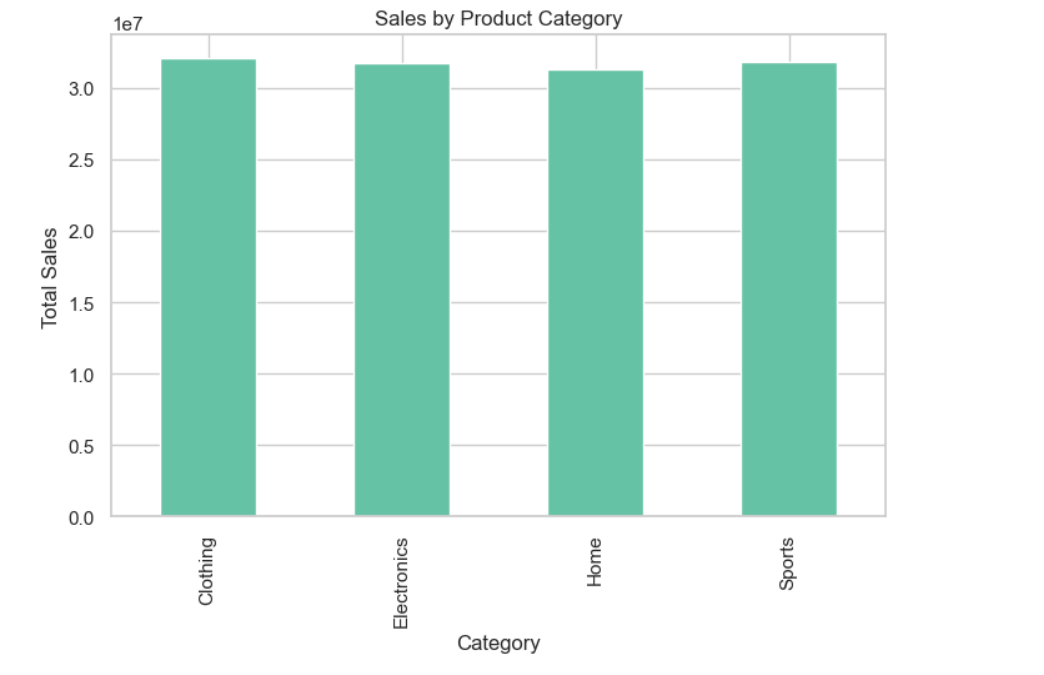 Sales by Product Category
1e7
3.0
2.5
2.0
1.5
1.0
0.5
0.0
Total Sales
Clothing
Electronics
Home
Sports
Category